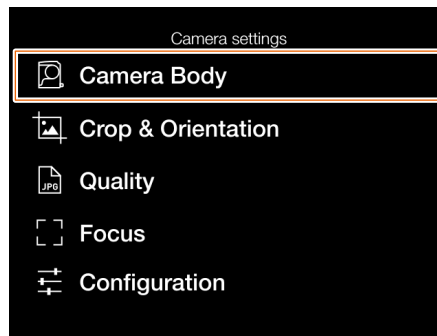 Camera settings
Camera Body
Crop & Orientation
JPG
Quality
Focus
Configuration